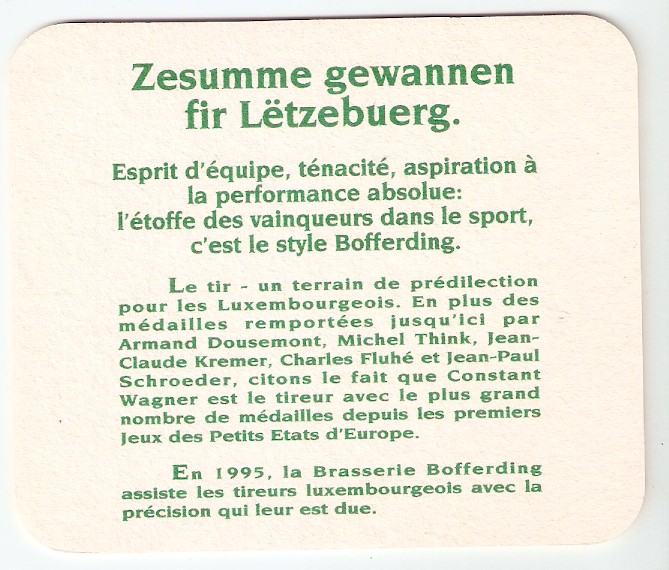 Zesumme gewannen
fir Lëtzebuerg.
Esprit d'équipe, ténacité, aspiration à
la performance absolue:
l'étoffe des vainqueurs dans le sport,
c'est le style Bofferding.
Le tir - un terrain de prédilection
pour les Luxembourgeois. En plus des
médailles remportées jusqu'ici par
Armand Dousemont, Michel Think, Jean-
Claude Kremer, Charles Fluhé et Jean-Paul
Schroeder, citons le fait que Constant
Wagner est le tireur avec le plus grand
nombre de médailles depuis les premiers
Jeux des Petits Etats d'Europe.
En 1995, la Brasserie Bofferding
assiste les tireurs luxembourgeois avec la
précision qui leur est due.